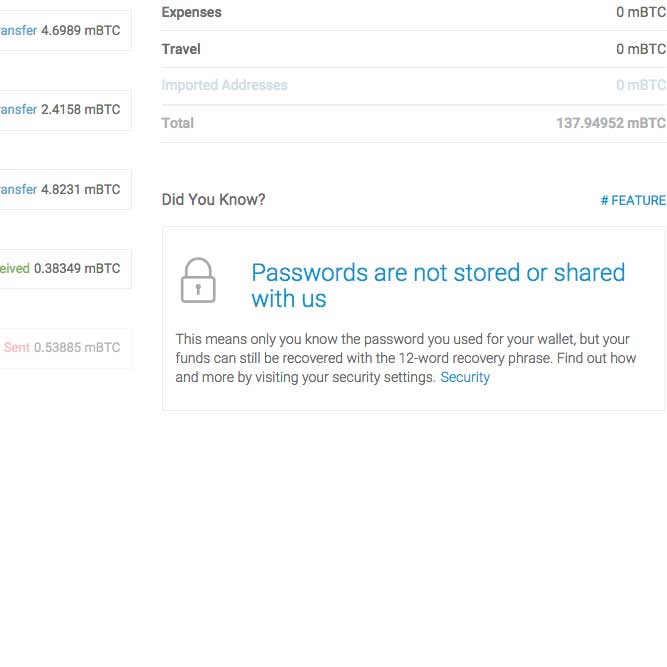 4.6989 mBTC
2.4158 mBTC
4.8231 mBTC
0.38349 mBTC
Sent 0.53885 mBTC
Expenses 0 mBTC
Travel 0 mBTC
Imported Addresses 0 mBTC
Total 137.94952 mBTC
Did You Know? # FEATURE
Passwords are not stored or shared
with us
This means only you know the password you used for your wallet, but your
funds can still be recovered with the 12-word recovery phrase. Find out how
and more by visiting your security settings. Security